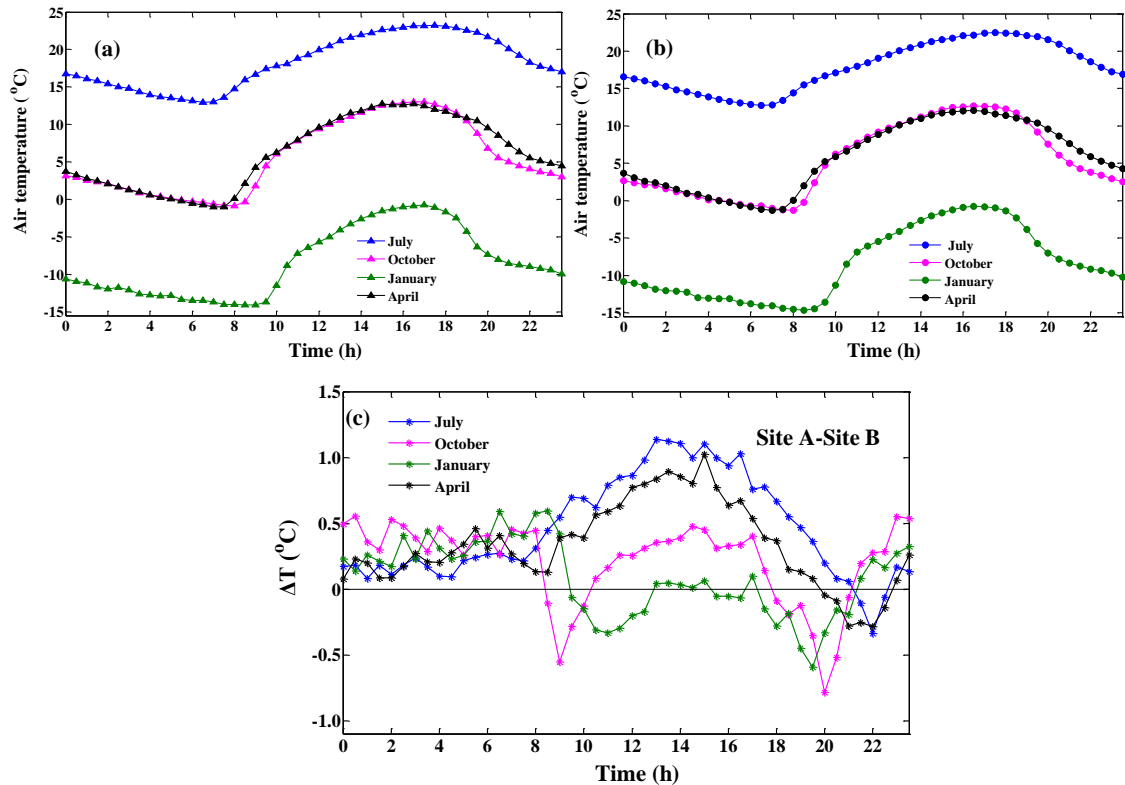 (a)
Air temperature (°C)
25
20
15
10
5
0
-5
-10
-15
July
October
January
April
0 2 4 6 8 10 12 14 16 18 20 22
Time (h)
(b)
Air temperature (°C)
25
20
15
10
5
0
-5
-10
-15
July
October
January
April
0 2 4 6 8 10 12 14 16 18 20 22
Time (h)
(c)
ΔT (°C)
1.5
1.0
0.5
0
-0.5
-1.0
July
October
January
April
Site A-Site B
0 2 4 6 8 10 12 14 15 18 20 22
Time (h)